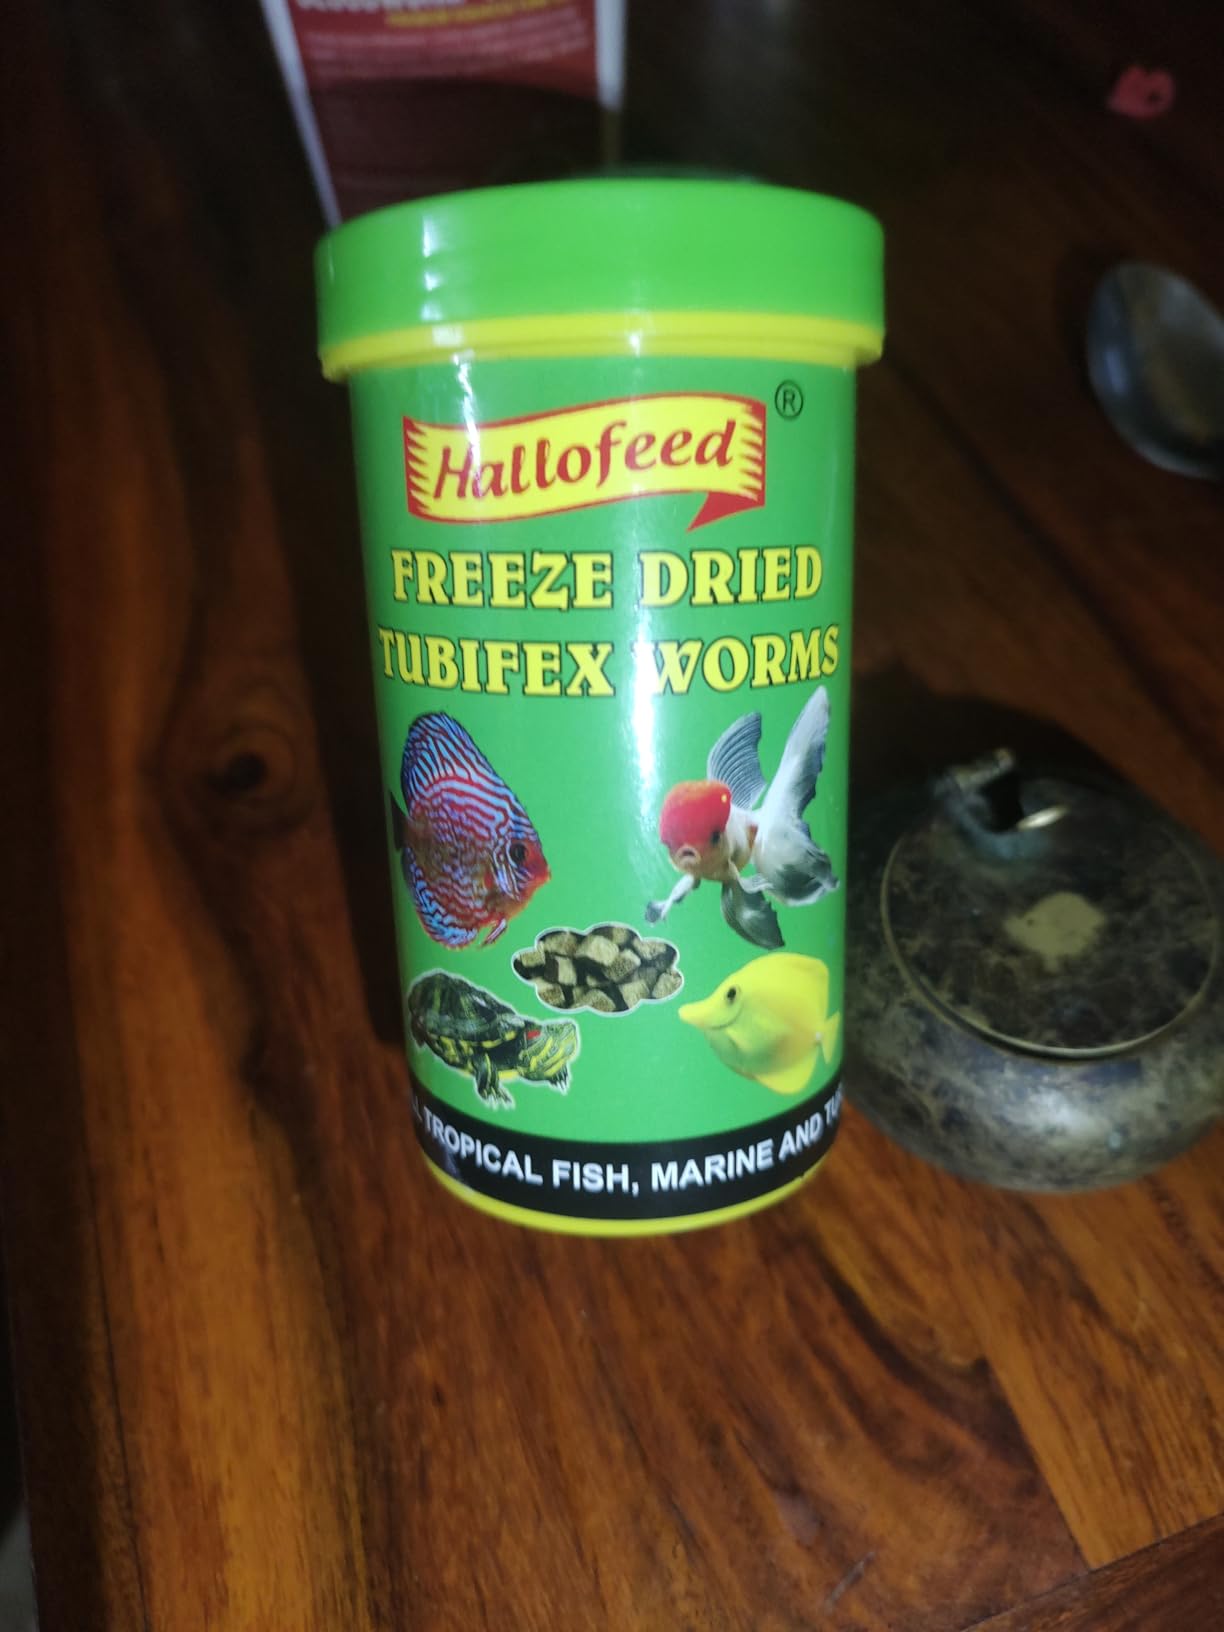 Hallofeed ®
FREEZE DRIED
TUBIFEX WORMS
TROPICAL FISH, MARINE AND